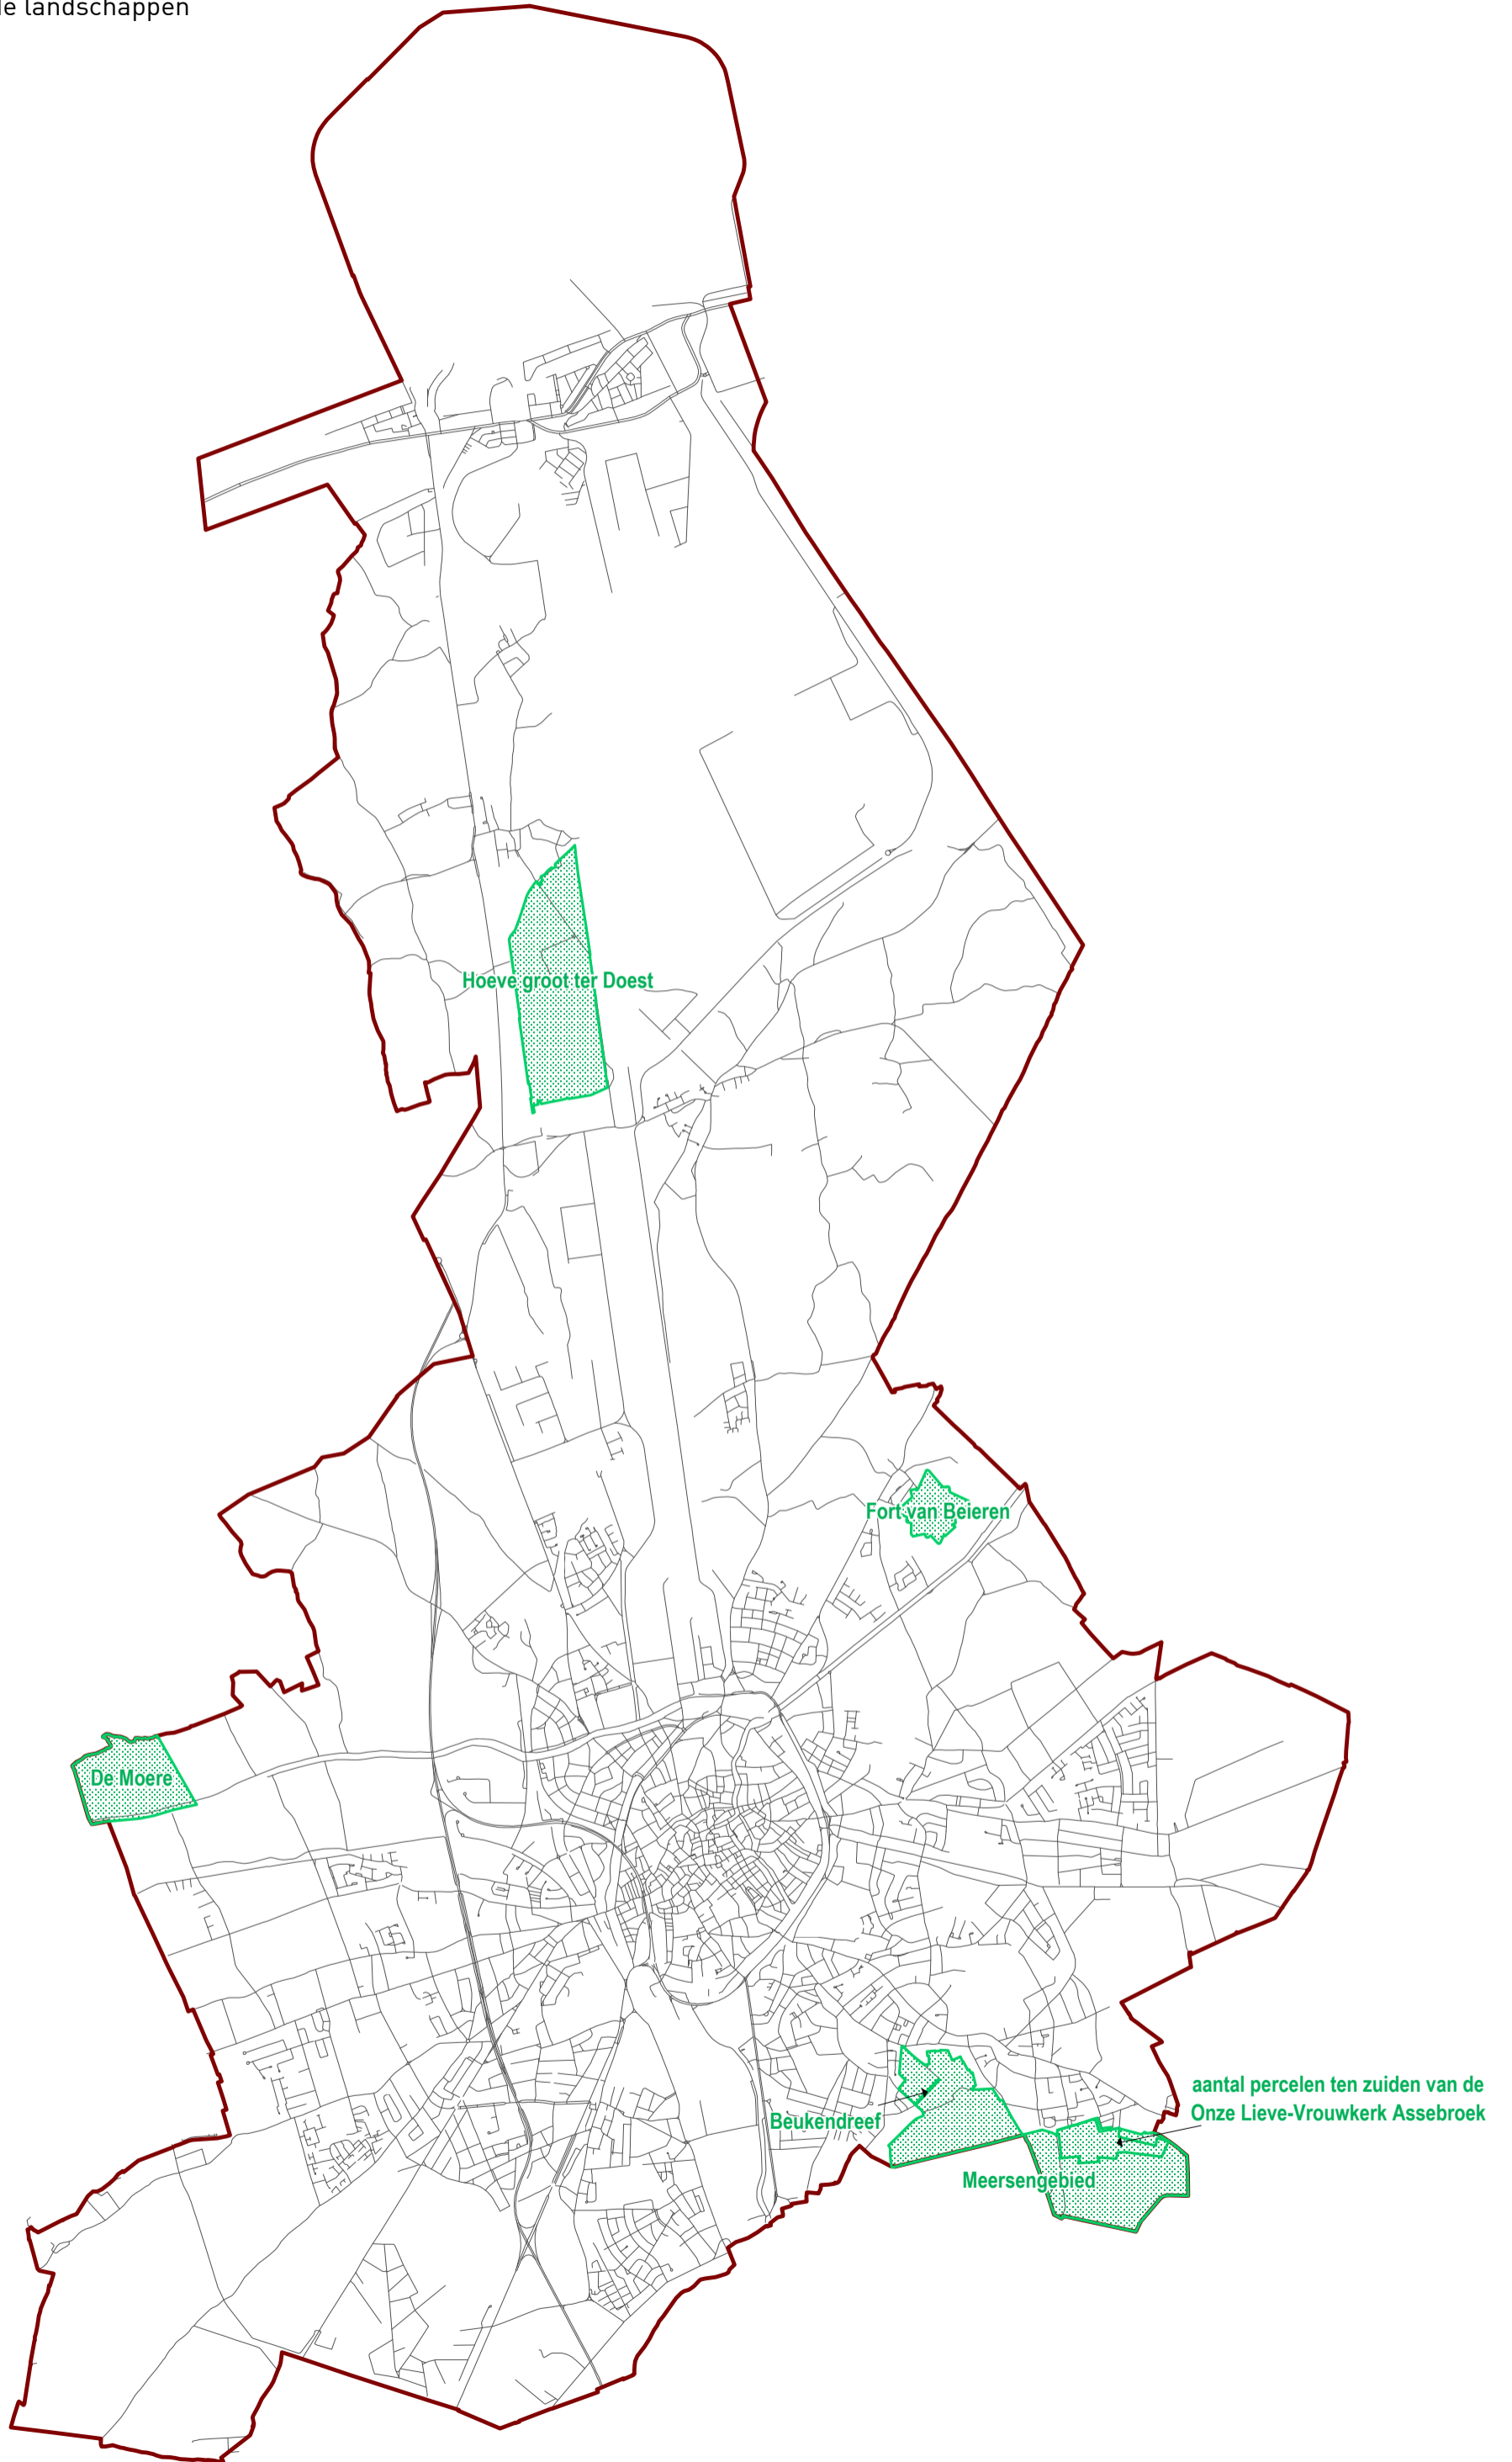 le landschappen
Hoeve groot ter Doest
Fort van Beieren
De Moere
aantal percelen ten zuiden van de
Onze Lieve-Vrouwkerk Assebroek
Beukendreef
Meersengebied